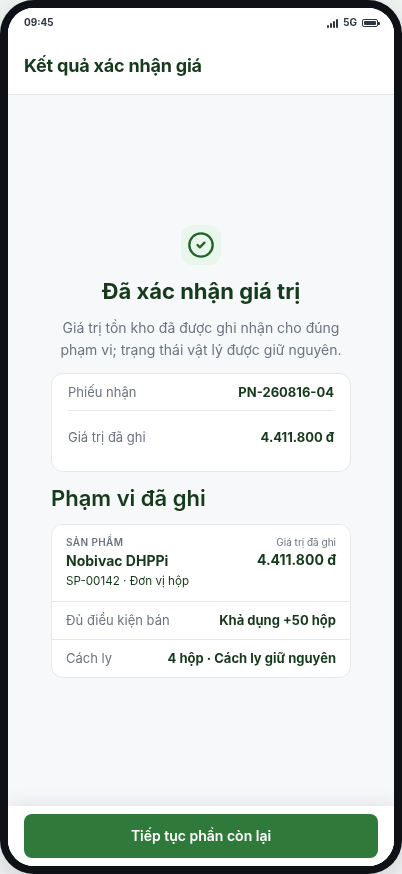 09:45
5G
Kết quả xác nhận giá
Đã xác nhận giá trị
Giá trị tồn kho đã được ghi nhận cho đúng
phạm vi; trạng thái vật lý được giữ nguyên.
Phiếu nhận PN-260816-04
Giá trị đã ghi 4.411.800 đ
Phạm vi đã ghi
SẢN PHẨM Giá trị đã ghi
Nobivac DHPPi 4.411.800 đ
SP-00142 · Đơn vị hộp
Đủ điều kiện bán Khả dụng +50 hộp
Cách ly 4 hộp · Cách ly giữ nguyên
Tiếp tục phần còn lại